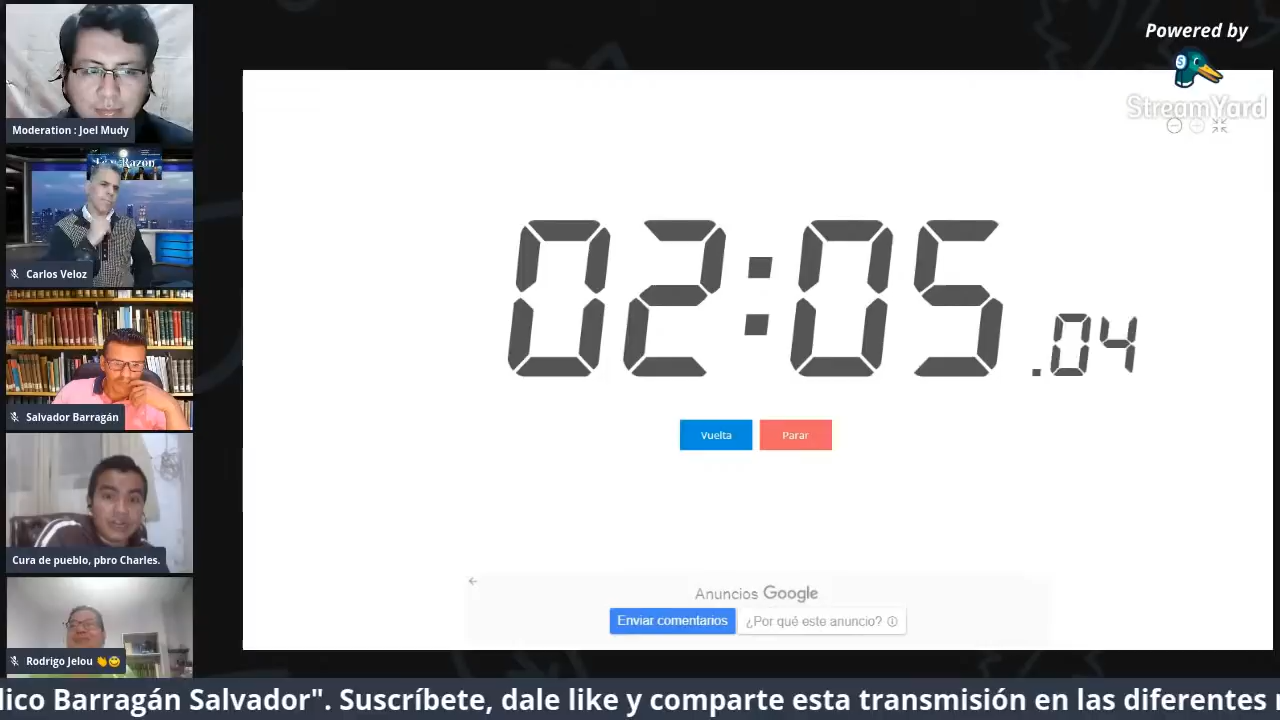 Powered by
StreamYard
Moderation : Joel Mudy
Carlos Veloz
Salvador Barragán
Cura de pueblo, pbro Charles.
Rodrigo Jelou 👏😊
02:05.04
Vuelta
Parar
Anuncios Google
Enviar comentarios
¿Por qué este anuncio?
lico Barragán Salvador". Suscríbete, dale like y comparte esta transmisión en las diferentes